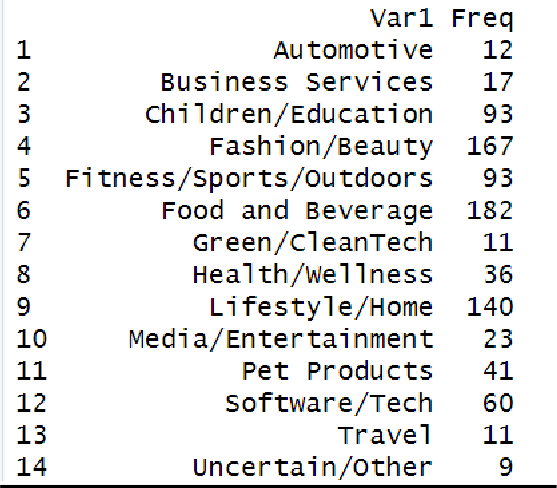 Var1 Freq
1 Automotive 12
2 Business Services 17
3 Children/Education 93
4 Fashion/Beauty 167
5 Fitness/Sports/Outdoors 93
6 Food and Beverage 182
7 Green/CleanTech 11
8 Health/Wellness 36
9 Lifestyle/Home 140
10 Media/Entertainment 23
11 Pet Products 41
12 Software/Tech 60
13 Travel 11
14 Uncertain/Other 9